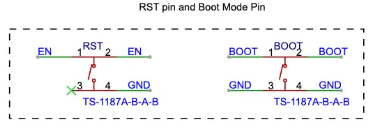 RST pin and Boot Mode Pin
EN 1 RST 2 EN
3 4 GND
TS-1187A-B-A-B
BOOT 1 BOOT 2 BOOT
GND 3 4 GND
TS-1187A-B-A-B